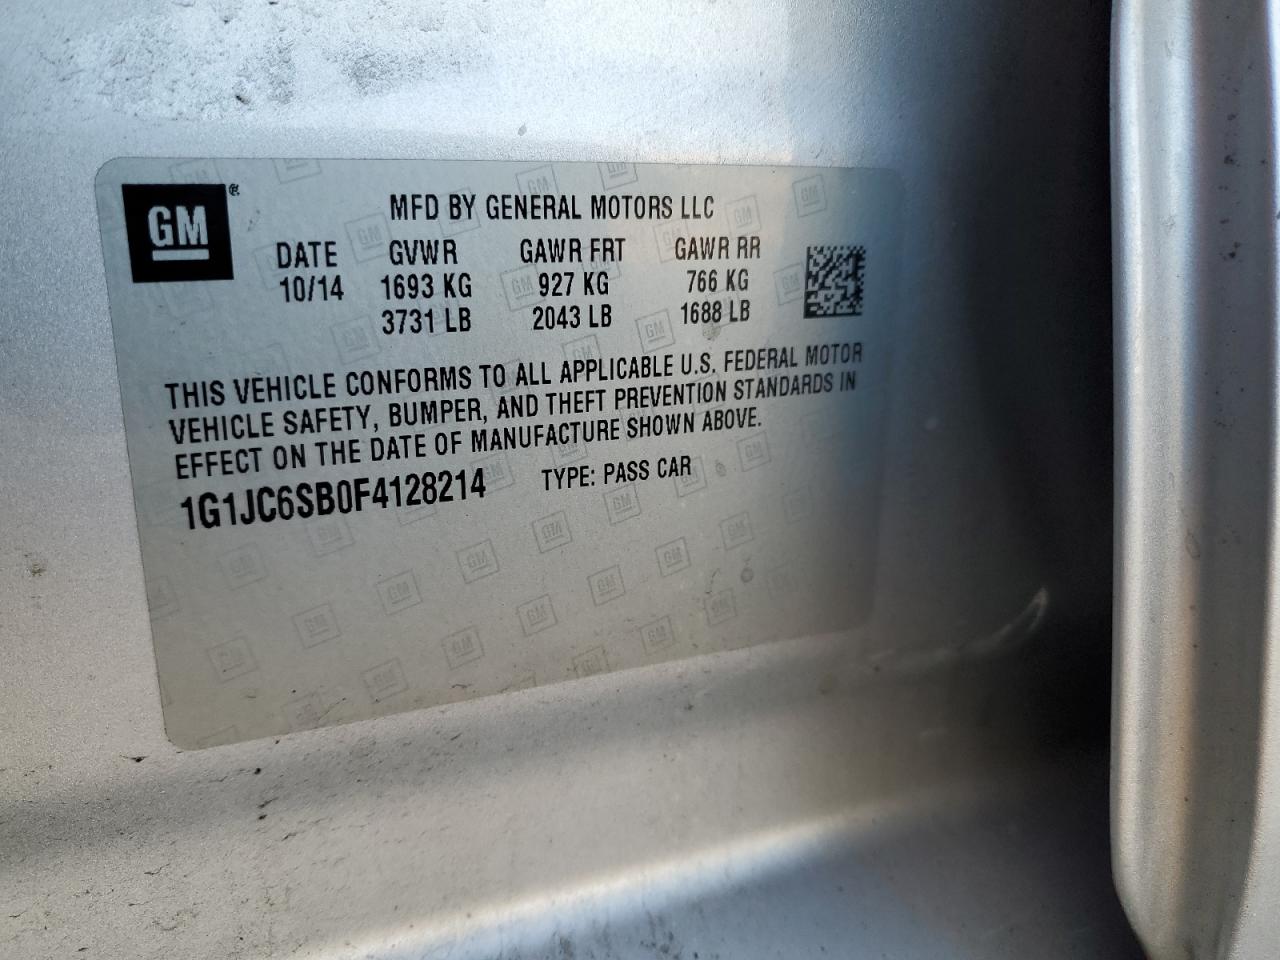 GM ®
MFD BY GENERAL MOTORS LLC
DATE GVWR GAWR FRT GAWR RR
10/14 1693 KG 927 KG 766 KG
3731 LB 2043 LB 1688 LB
THIS VEHICLE CONFORMS TO ALL APPLICABLE U.S. FEDERAL MOTOR
VEHICLE SAFETY, BUMPER, AND THEFT PREVENTION STANDARDS IN
EFFECT ON THE DATE OF MANUFACTURE SHOWN ABOVE.
1G1JC6SB0F4128214 TYPE: PASS CAR